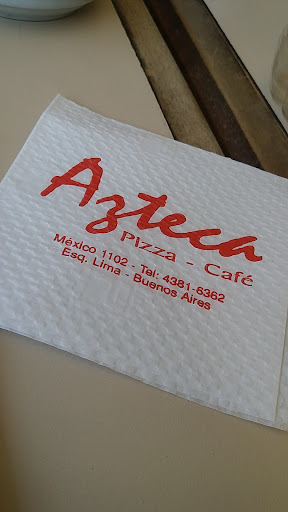 Azteca
Pizza - Café
México 1102 - Tel: 4381-6362
Esq. Lima - Buenos Aires